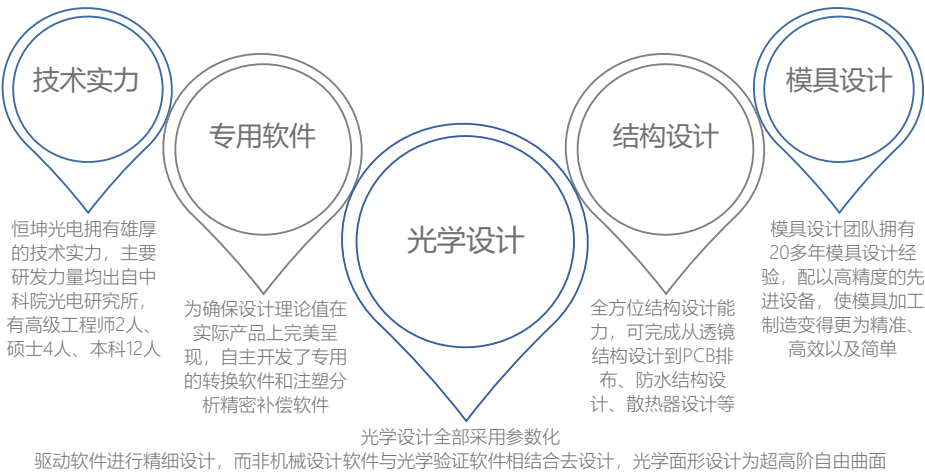 技术实力
恒坤光电拥有雄厚
的技术实力，主要
研发力量均出自中
科院光电研究所，
有高级工程师2人、
硕士4人、本科12人
专用软件
为确保设计理论值在
实际产品上完美呈
现，自主开发了专用
的转换软件和注塑分
析精密补偿软件
光学设计
光学设计全部采用参数化
驱动软件进行精细设计，而非机械设计软件与光学验证软件相结合去设计，光学面形设计为超高阶自由曲面
结构设计
全方位结构设计能
力，可完成从透镜
结构设计到PCB排
布、防水结构设
计、散热器设计等
模具设计
模具设计团队拥有
20多年模具设计经
验，配以高精度的先
进设备，使模具加工
制造变得更为精准、
高效以及简单